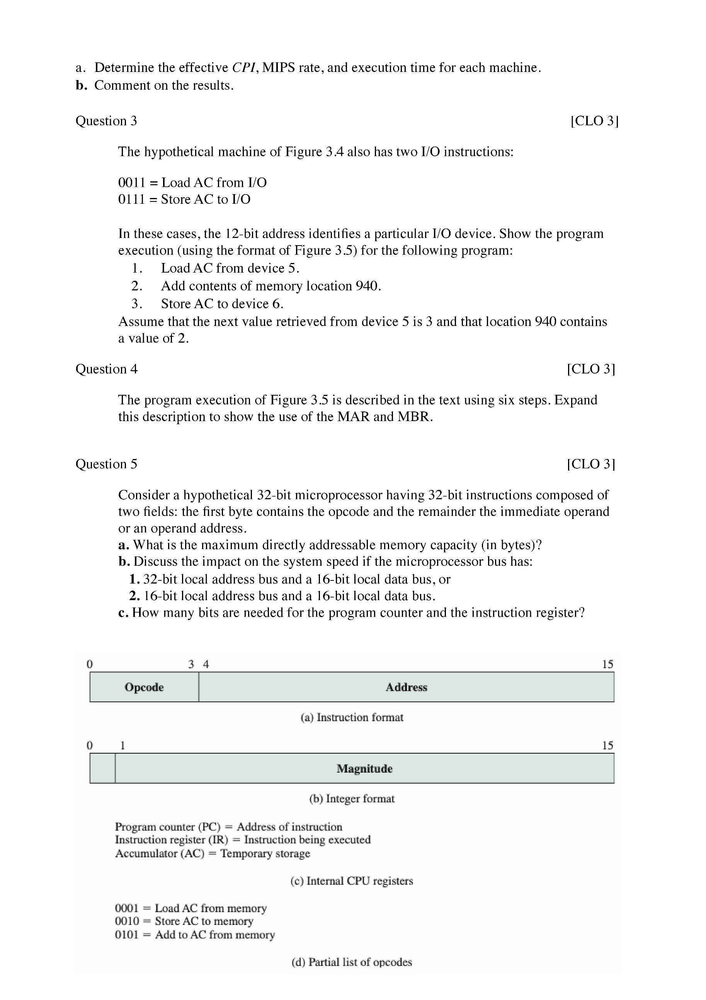 a. Determine the effective CPI, MIPS rate, and execution time for each machine.
b. Comment on the results.
Question 3 [CLO 3]
The hypothetical machine of Figure 3.4 also has two I/O instructions:
0011 = Load AC from I/O
0111 = Store AC to I/O
In these cases, the 12-bit address identifies a particular I/O device. Show the program
execution (using the format of Figure 3.5) for the following program:
1. Load AC from device 5.
2. Add contents of memory location 940.
3. Store AC to device 6.
Assume that the next value retrieved from device 5 is 3 and that location 940 contains
a value of 2.
Question 4 [CLO 3]
The program execution of Figure 3.5 is described in the text using six steps. Expand
this description to show the use of the MAR and MBR.
Question 5 [CLO 3]
Consider a hypothetical 32-bit microprocessor having 32-bit instructions composed of
two fields: the first byte contains the opcode and the remainder the immediate operand
or an operand address.
a. What is the maximum directly addressable memory capacity (in bytes)?
b. Discuss the impact on the system speed if the microprocessor bus has:
1. 32-bit local address bus and a 16-bit local data bus, or
2. 16-bit local address bus and a 16-bit local data bus.
c. How many bits are needed for the program counter and the instruction register?
0 3 4 15
Opcode Address
(a) Instruction format
0 1 15
Magnitude
(b) Integer format
Program counter (PC) = Address of instruction
Instruction register (IR) = Instruction being executed
Accumulator (AC) = Temporary storage
(c) Internal CPU registers
0001 = Load AC from memory
0010 = Store AC to memory
0101 = Add to AC from memory
(d) Partial list of opcodes